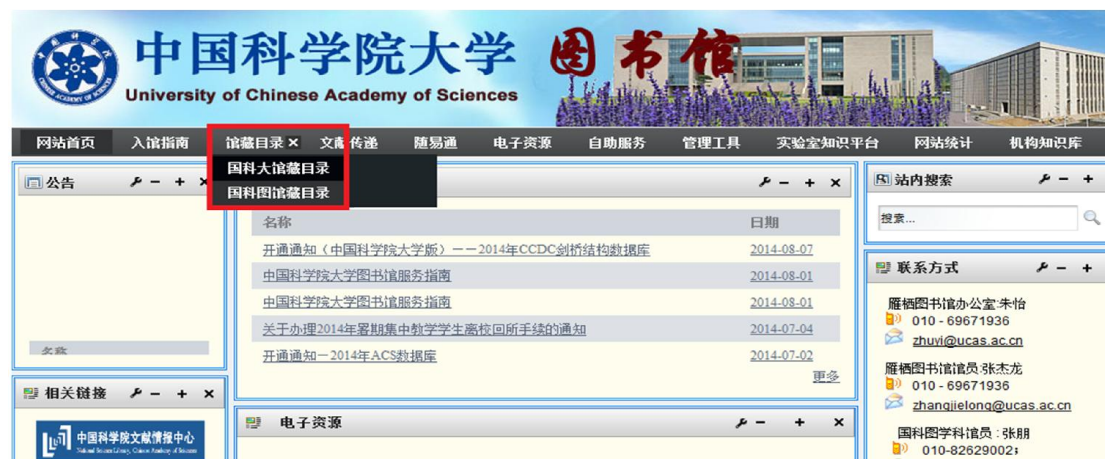 中国科学院大学 图书馆
University of Chinese Academy of Sciences
网站首页 入馆指南 馆藏目录 × 文献传递 随易通 电子资源 自助服务 管理工具 实验室知识平台 网站统计 机构知识库
国科大馆藏目录
国科图馆藏目录
公告
名称
名称 日期
开通通知（中国科学院大学版）——2014年CCDC剑桥结构数据库 2014-08-07
中国科学院大学图书馆服务指南 2014-08-01
中国科学院大学图书馆服务指南 2014-08-01
关于办理2014年暑期集中教学学生离校回所手续的通知 2014-07-04
开通通知－2014年ACS数据库 2014-07-02
更多
相关链接
中国科学院文献情报中心
National Science Library, Chinese Academy of Sciences
电子资源
站内搜索
搜索...
联系方式
雁栖图书馆办公室:朱怡
010 - 69671936
zhuyi@ucas.ac.cn
雁栖图书馆馆员:张杰龙
010 - 69671936
zhangjielong@ucas.ac.cn
国科图学科馆员：张朋
010-82629002;